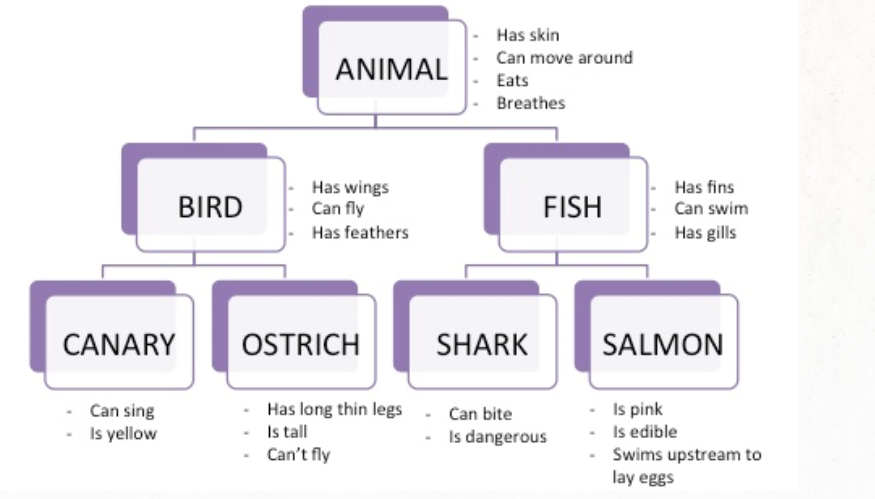 ANIMAL
- Has skin
- Can move around
- Eats
- Breathes
BIRD
- Has wings
- Can fly
- Has feathers
FISH
- Has fins
- Can swim
- Has gills
CANARY
- Can sing
- Is yellow
OSTRICH
- Has long thin legs
- Is tall
- Can't fly
SHARK
- Can bite
- Is dangerous
SALMON
- Is pink
- Is edible
- Swims upstream to
lay eggs